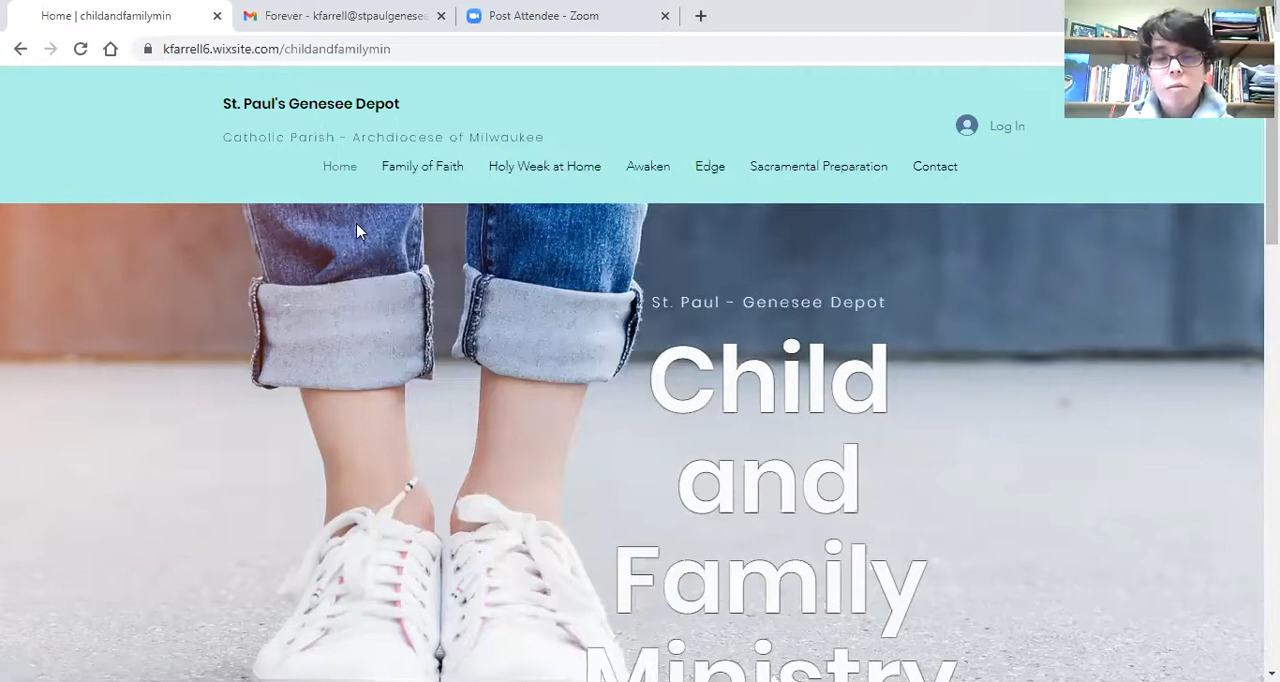 Home | childandfamilymin
Forever - kfarrell@stpaulgenesee
Post Attendee - Zoom
kfarrell6.wixsite.com/childandfamilymin
St. Paul's Genesee Depot
Catholic Parish - Archdiocese of Milwaukee
Log In
Home Family of Faith Holy Week at Home Awaken Edge Sacramental Preparation Contact
St. Paul - Genesee Depot
Child
and
Family
Ministry